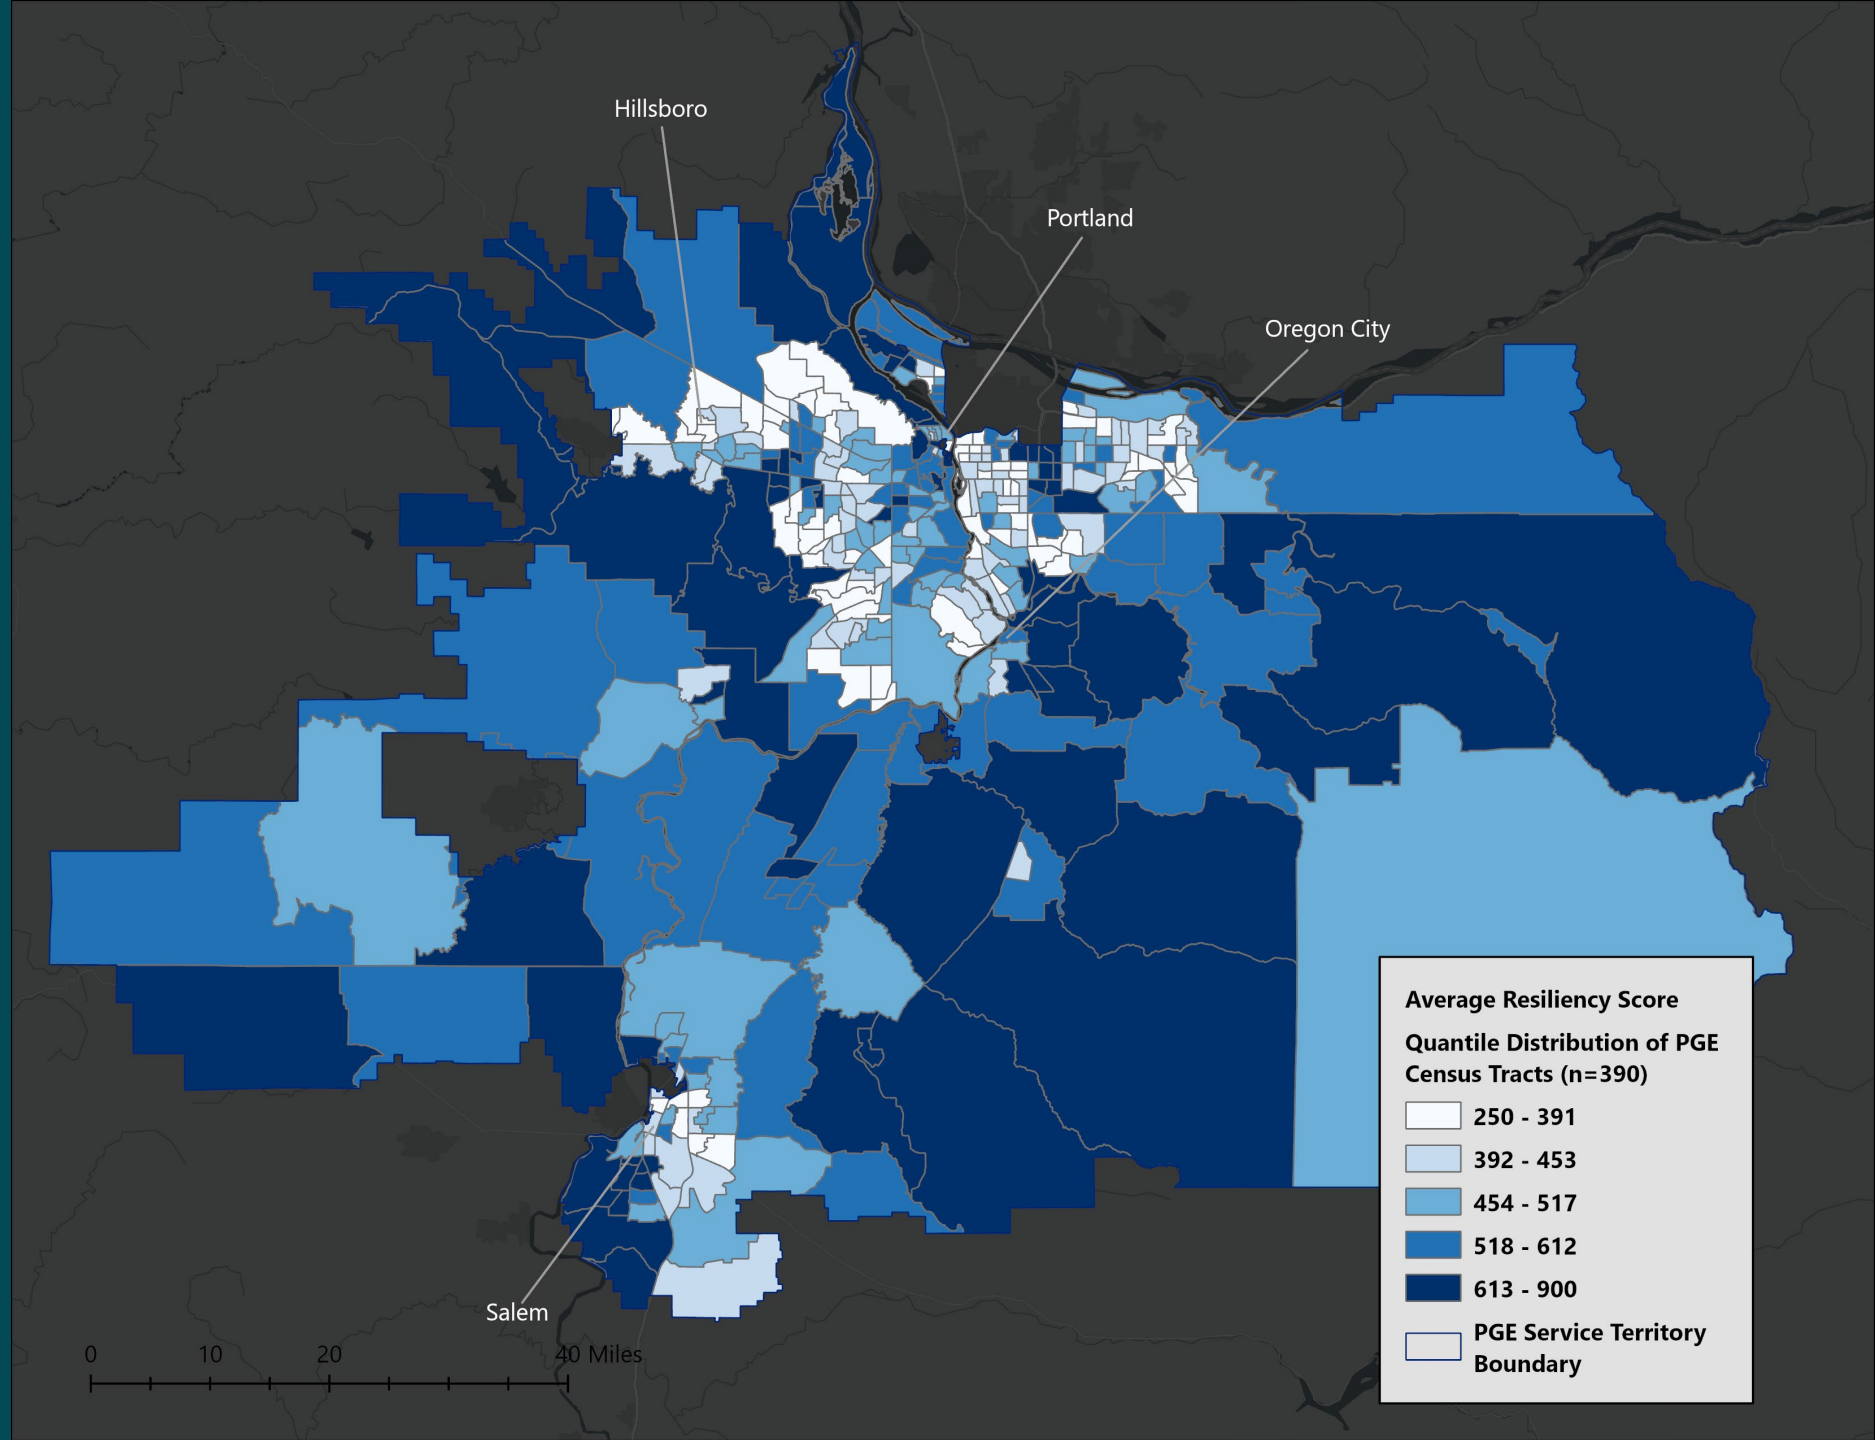 Hillsboro
Portland
Oregon City
Salem
0 10 20 40 Miles
Average Resiliency Score
Quantile Distribution of PGE
Census Tracts (n=390)
250 - 391
392 - 453
454 - 517
518 - 612
613 - 900
PGE Service Territory
Boundary